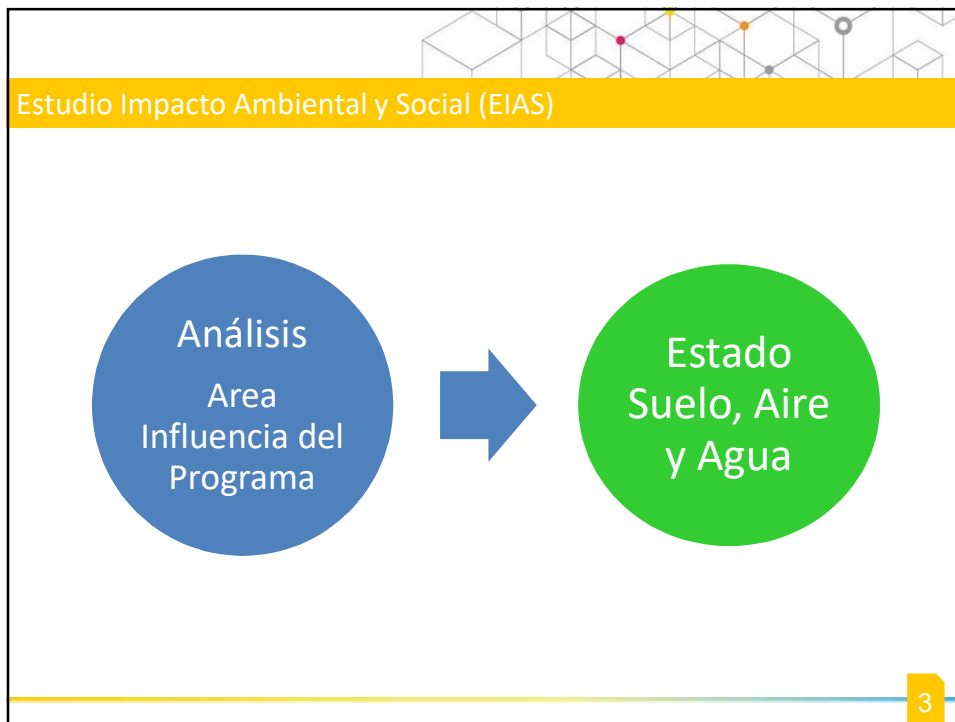 Estudio Impacto Ambiental y Social (EIAS)
Análisis
Area
Influencia del
Programa
Estado
Suelo, Aire
y Agua
3